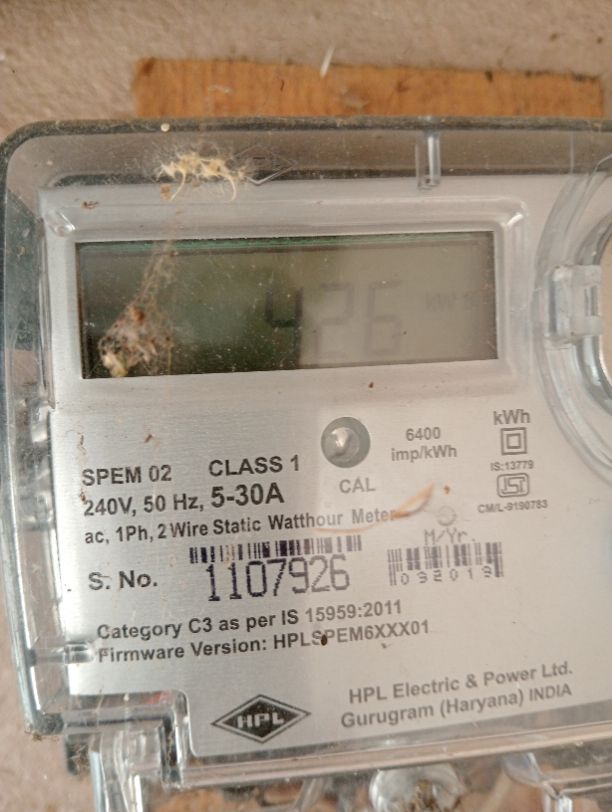 426
6400
imp/kWh
kWh
IS:13779
ISI
CM/L-9190783
SPEM 02 CLASS 1
240V, 50 Hz, 5-30A
CAL
ac, 1Ph, 2 Wire Static Watthour Meter
M/Yr.
S. No. 1107926
092019
Category C3 as per IS 15959:2011
Firmware Version: HPLSPEM6XXX01
HPL
HPL Electric & Power Ltd.
Gurugram (Haryana) INDIA